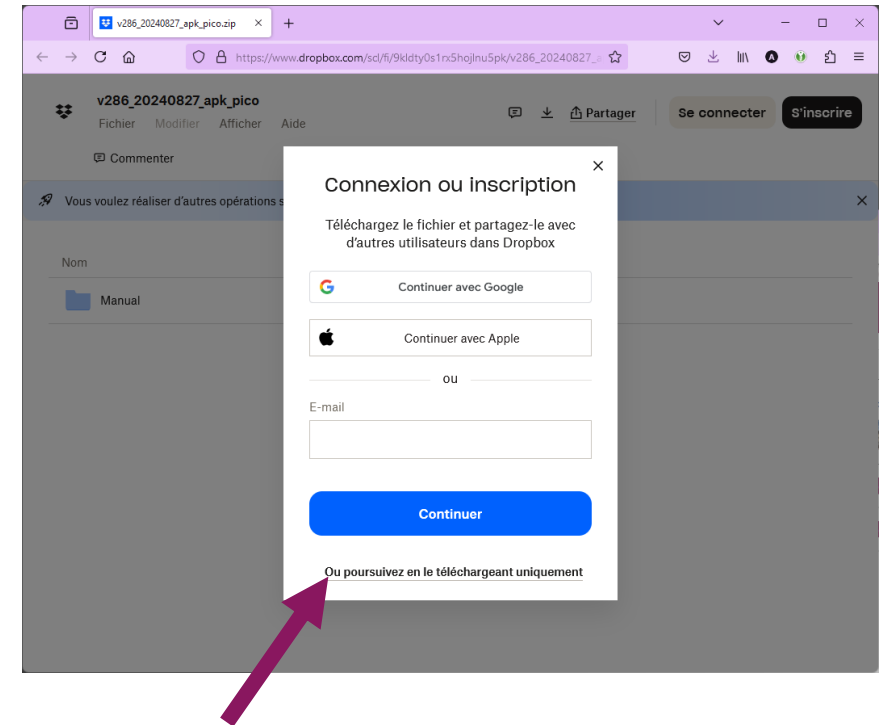 v286_20240827_apk_pico.zip
https://www.dropbox.com/scl/fi/9kldty0s1rx5hojlnu5pk/v286_20240827_a
v286_20240827_apk_pico
Fichier Modifier Afficher Aide
Partager
Se connecter
S'inscrire
Commenter
Vous voulez réaliser d'autres opérations s
Nom
Manual
Connexion ou inscription
Téléchargez le fichier et partagez-le avec
d'autres utilisateurs dans Dropbox
Continuer avec Google
Continuer avec Apple
ou
E-mail
Continuer
Ou poursuivez en le téléchargeant uniquement